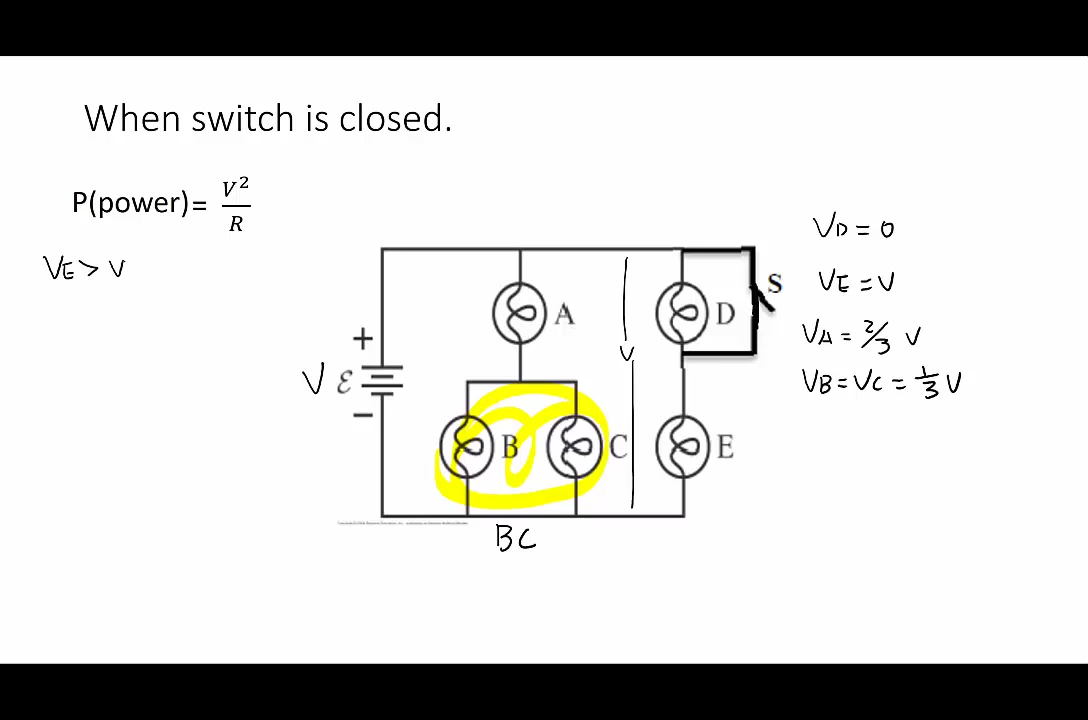 When switch is closed.
P(power)= V²/R
VE > V
VD = 0
S
VE = V
A
D
VA = 2/3 V
+
V
V ℰ
VB = VC = 1/3 V
−
B
C
E
BC